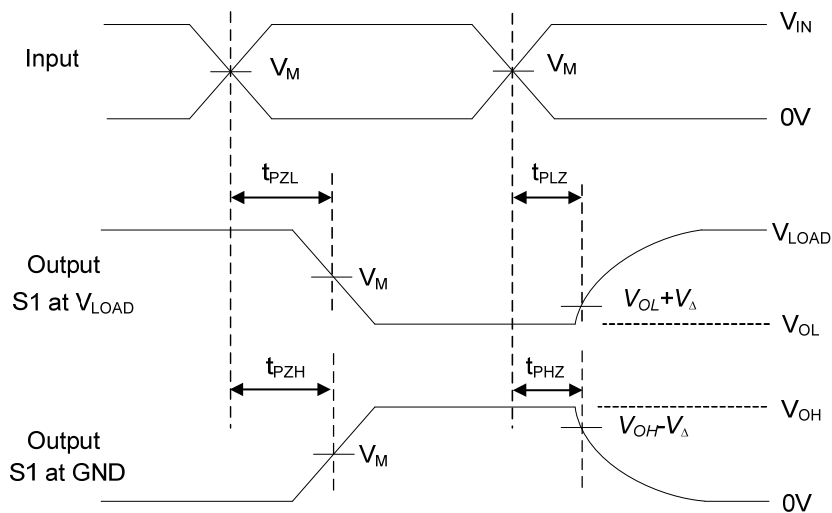 V_IN
Input
V_M
V_M
0V
t_PZL
t_PLZ
V_LOAD
Output
S1 at V_LOAD
V_M
V_OL+V_Δ
V_OL
t_PZH
t_PHZ
V_OH
Output
S1 at GND
V_OH-V_Δ
V_M
0V